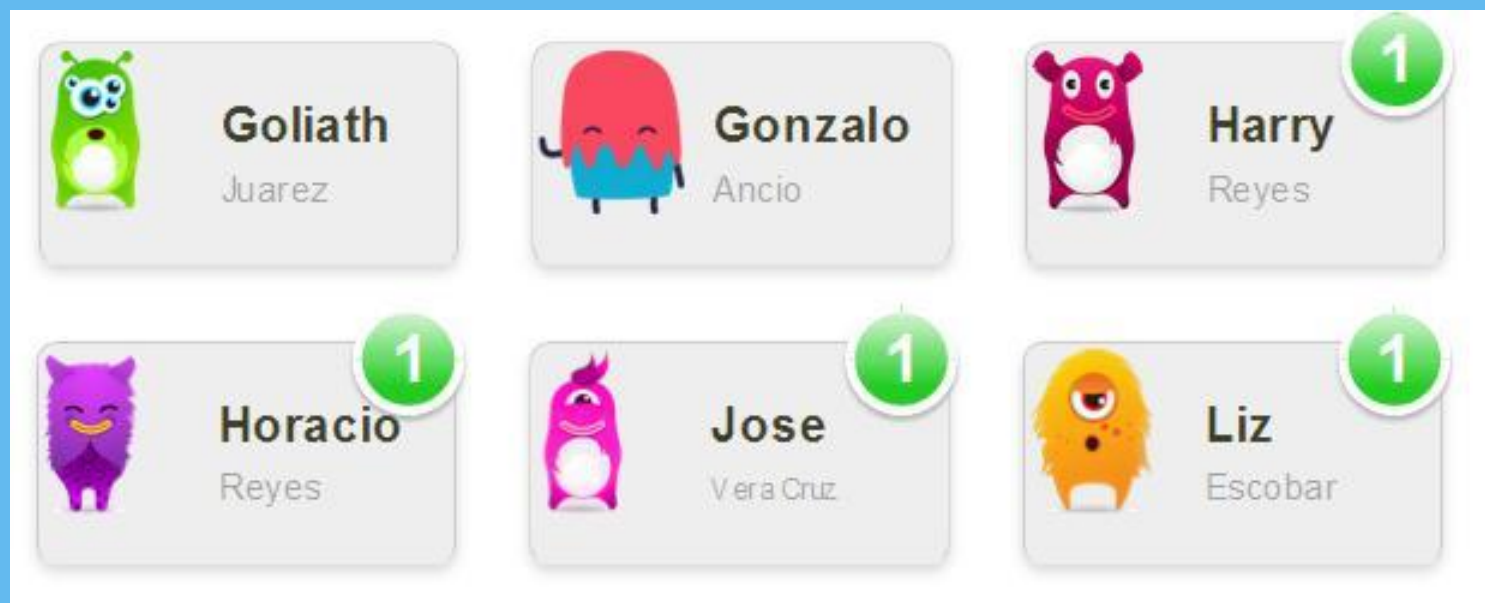 Goliath
Juarez
Gonzalo
Ancio
1
Harry
Reyes
1
Horacio
Reyes
1
Jose
Vera Cruz
1
Liz
Escobar